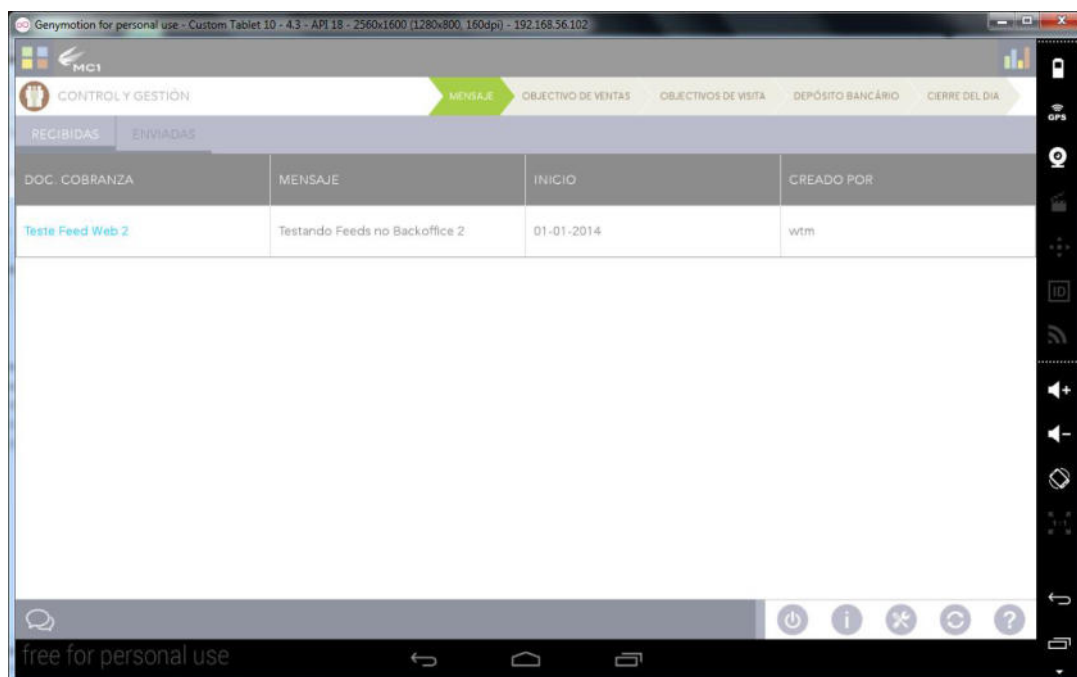 Genymotion for personal use - Custom Tablet 10 - 4.3 - API 18 - 2560x1600 (1280x800, 160dpi) - 192.168.56.102
MC1
CONTROL Y GESTIÓN
MENSAJE
OBJECTIVO DE VENTAS
OBJECTIVOS DE VISITA
DEPÓSITO BANCÁRIO
CIERRE DEL DIA
GPS
RECIBIDAS
ENVIADAS
DOC. COBRANZA
MENSAJE
INICIO
CREADO POR
Teste Feed Web 2
Testando Feeds no Backoffice 2
01-01-2014
wtm
ID
1:1
free for personal use